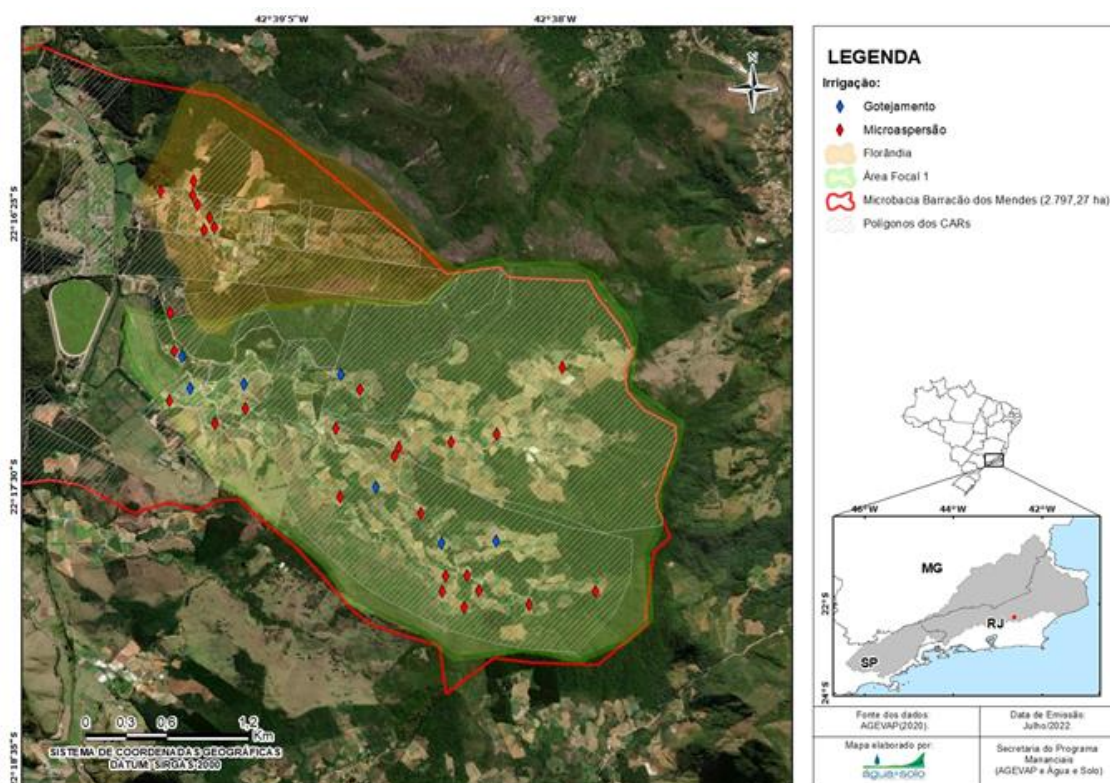 42°39'5"W
42°38'W
N
22°16'25"S
22°17'30"S
22°18'35"S
0 0,3 0,6 1,2
Km
SISTEMA DE COORDENADAS GEOGRÁFICAS
DATUM: SIRGAS 2000
LEGENDA
Irrigação:
Gotejamento
Microaspersão
Florândia
Área Focal 1
Microbacia Barracão dos Mendes (2.797,27 ha)
Polígonos dos CARs
46°W
44°W
42°W
MG
RJ
SP
22°S
24°S
Fonte dos dados:
AGEVAP(2020).
Data de Emissão:
Julho/2022.
Mapa elaborado por:
água e solo
Secretaria do Programa
Mananciais
(AGEVAP e Água e Solo)